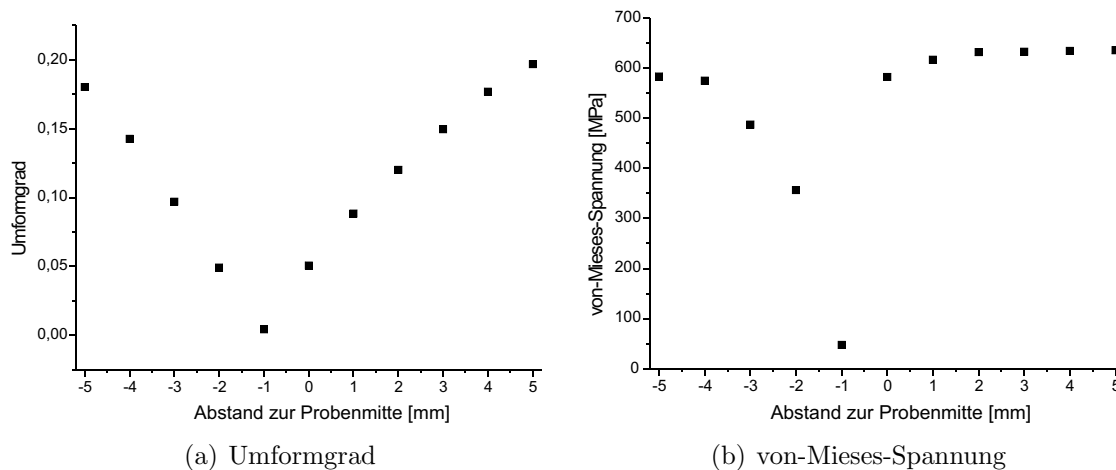 0,20
0,15
0,10
0,05
0,00
Umformgrad
-5 -4 -3 -2 -1 0 1 2 3 4 5
Abstand zur Probenmitte [mm]
(a) Umformgrad
700
600
500
400
300
200
100
0
von-Mieses-Spannung [MPa]
-5 -4 -3 -2 -1 0 1 2 3 4 5
Abstand zur Probenmitte [mm]
(b) von-Mieses-Spannung